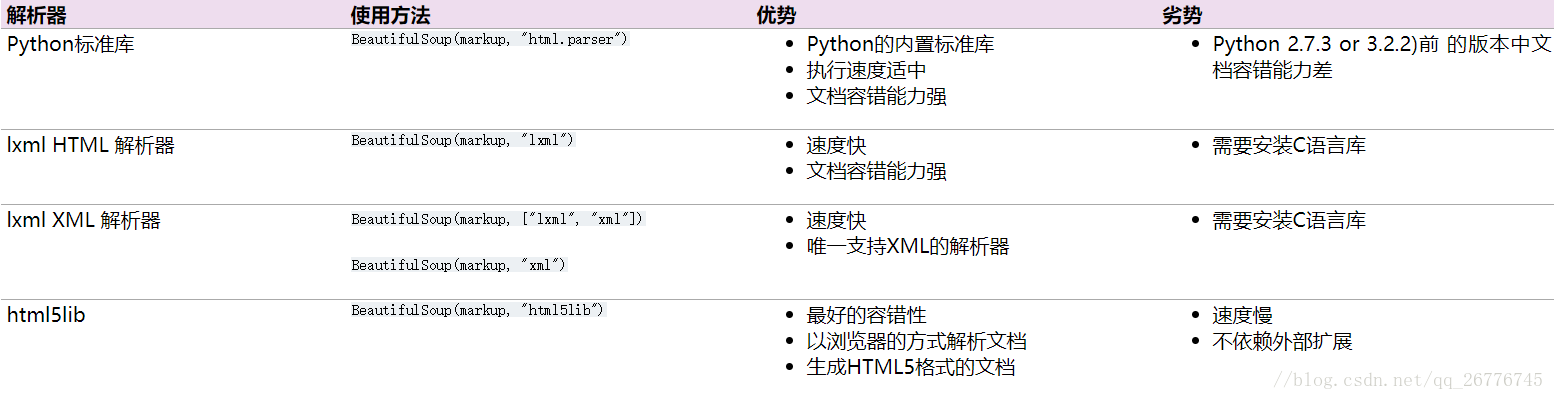 解析器 使用方法 优势 劣势
Python标准库 BeautifulSoup(markup, "html.parser") Python的内置标准库 Python 2.7.3 or 3.2.2)前 的版本中文
执行速度适中 档容错能力差
文档容错能力强
lxml HTML 解析器 BeautifulSoup(markup, "lxml") 速度快 需要安装C语言库
文档容错能力强
lxml XML 解析器 BeautifulSoup(markup, ["lxml", "xml"]) 速度快 需要安装C语言库
唯一支持XML的解析器
BeautifulSoup(markup, "xml")
html5lib BeautifulSoup(markup, "html5lib") 最好的容错性 速度慢
以浏览器的方式解析文档 不依赖外部扩展
生成HTML5格式的文档
//blog.csdn.net/qq_26776745